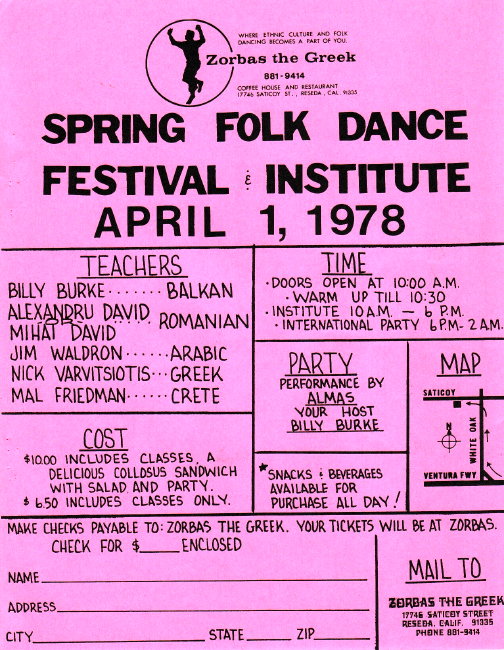 WHERE ETHNIC CULTURE AND FOLK
DANCING BECOMES A PART OF YOU.
Zorbas the Greek
881-9414
COFFEE HOUSE AND RESTAURANT
17746 SATICOY ST., RESEDA, CAL. 91335
SPRING FOLK DANCE
FESTIVAL & INSTITUTE
APRIL 1, 1978
TEACHERS
BILLY BURKE........BALKAN
ALEXANDRU DAVID
OR
MIHAI DAVID ...... ROMANIAN
JIM WALDRON......ARABIC
NICK VARVITSIOTIS...GREEK
MAL FRIEDMAN......CRETE
COST
$10.00 INCLUDES CLASSES, A
DELICIOUS COLLOSUS SANDWICH
WITH SALAD AND PARTY.
$6.50 INCLUDES CLASSES ONLY.
TIME
·DOORS OPEN AT 10:00 A.M.
·WARM UP TILL 10:30
·INSTITUTE 10 A.M. — 6 P.M.
·INTERNATIONAL PARTY 6 P.M-2 A.M.
PARTY
PERFORMANCE BY
ALMAS
YOUR HOST
BILLY BURKE
*SNACKS & BEVERAGES
AVAILABLE FOR
PURCHASE ALL DAY!
MAP
SATICOY
N
WHITE OAK
VENTURA FWY
MAKE CHECKS PAYABLE TO: ZORBAS THE GREEK. YOUR TICKETS WILL BE AT ZORBAS.
CHECK FOR $_____ENCLOSED
NAME
ADDRESS
CITY STATE ZIP
MAIL TO
ZORBAS THE GREEK
17746 SATICOY STREET
RESEDA, CALIF. 91335
PHONE 881-9414